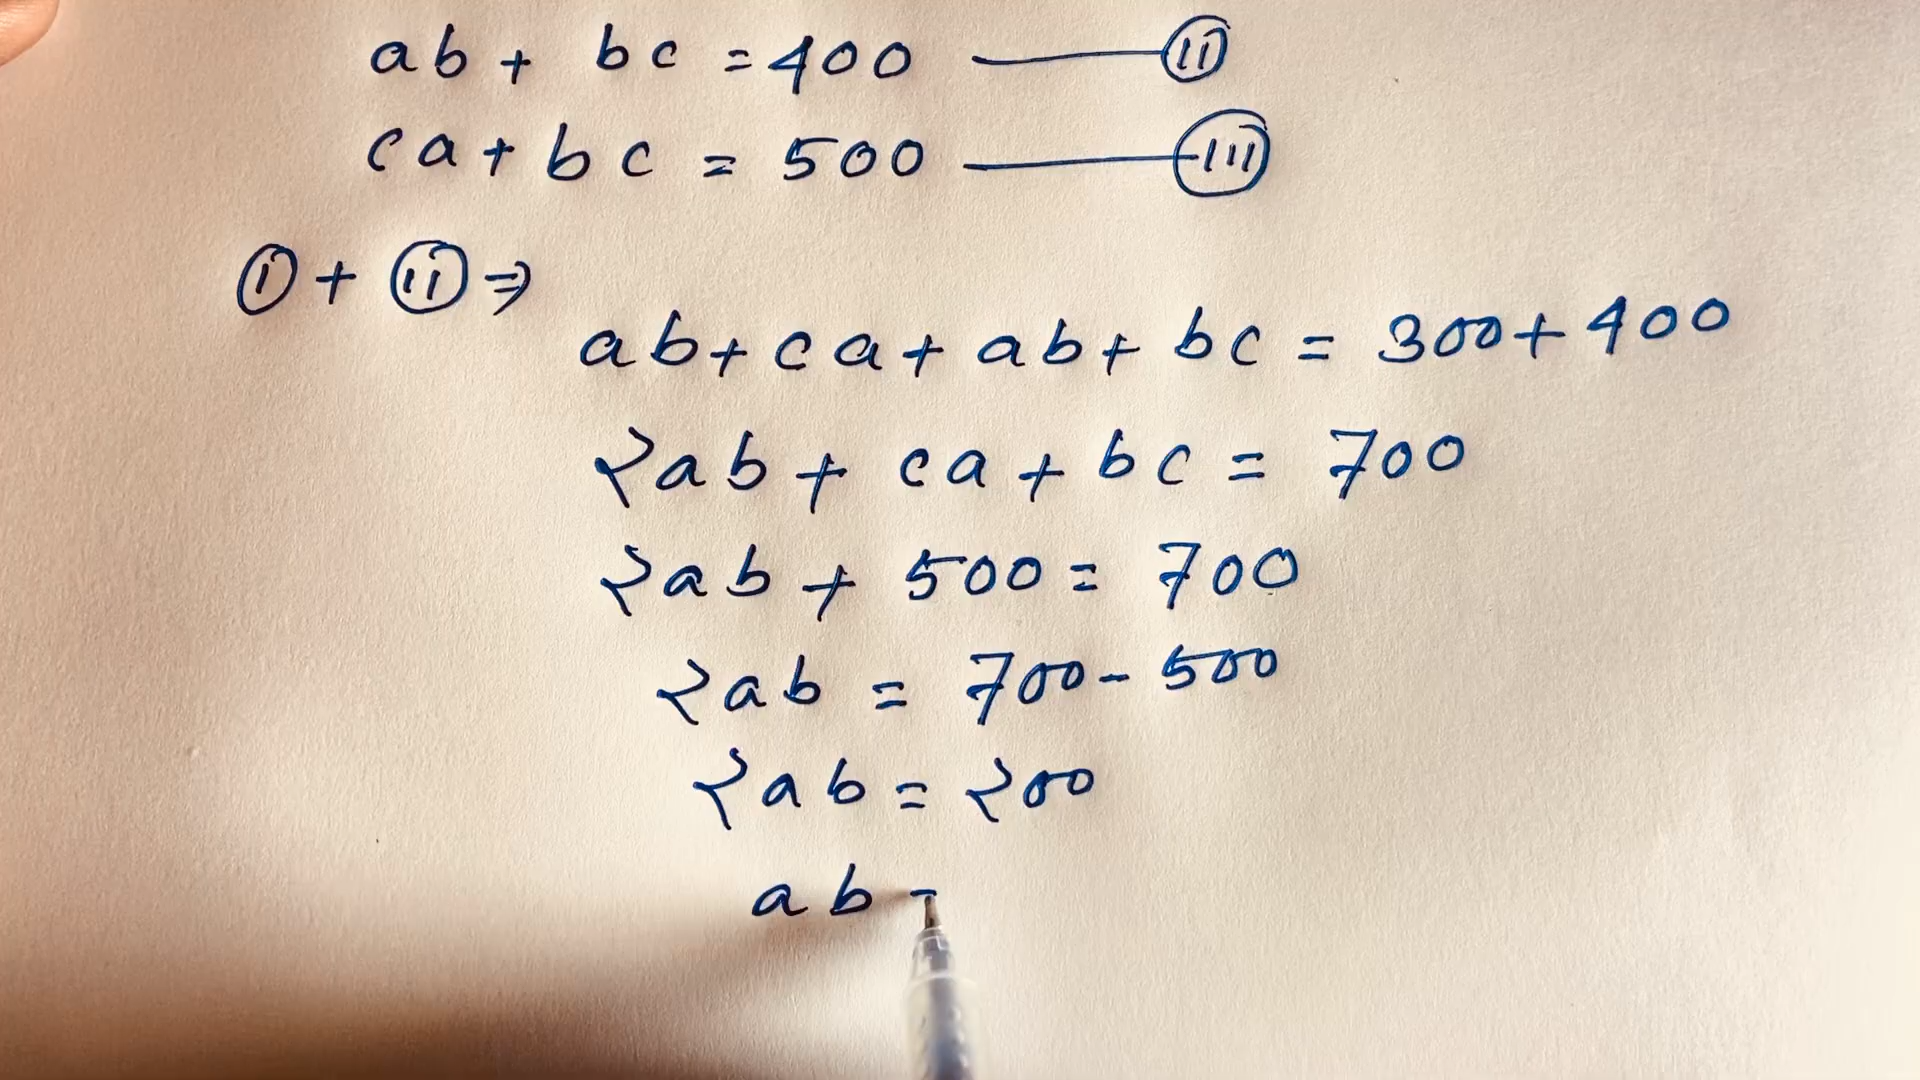 ab + bc = 400 —— (II)
ca + bc = 500 —— (III)
(I) + (II) ⇒
ab + ca + ab + bc = 300 + 400
2ab + ca + bc = 700
2ab + 500 = 700
2ab = 700 - 500
2ab = 200
ab =